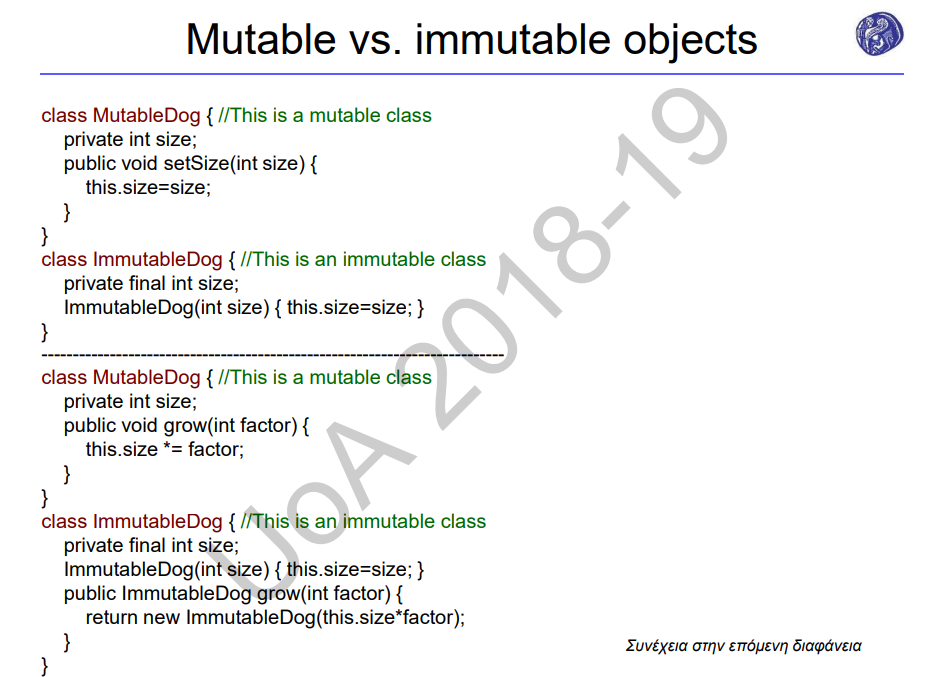 Mutable vs. immutable objects
class MutableDog { //This is a mutable class
private int size;
public void setSize(int size) {
this.size=size;
}
}
class ImmutableDog { //This is an immutable class
private final int size;
ImmutableDog(int size) { this.size=size; }
}
--------------------------------------------------------------------------
class MutableDog { //This is a mutable class
private int size;
public void grow(int factor) {
this.size *= factor;
}
}
class ImmutableDog { //This is an immutable class
private final int size;
ImmutableDog(int size) { this.size=size; }
public ImmutableDog grow(int factor) {
return new ImmutableDog(this.size*factor);
}
}
Συνέχεια στην επόμενη διαφάνεια
UoA 2018-19